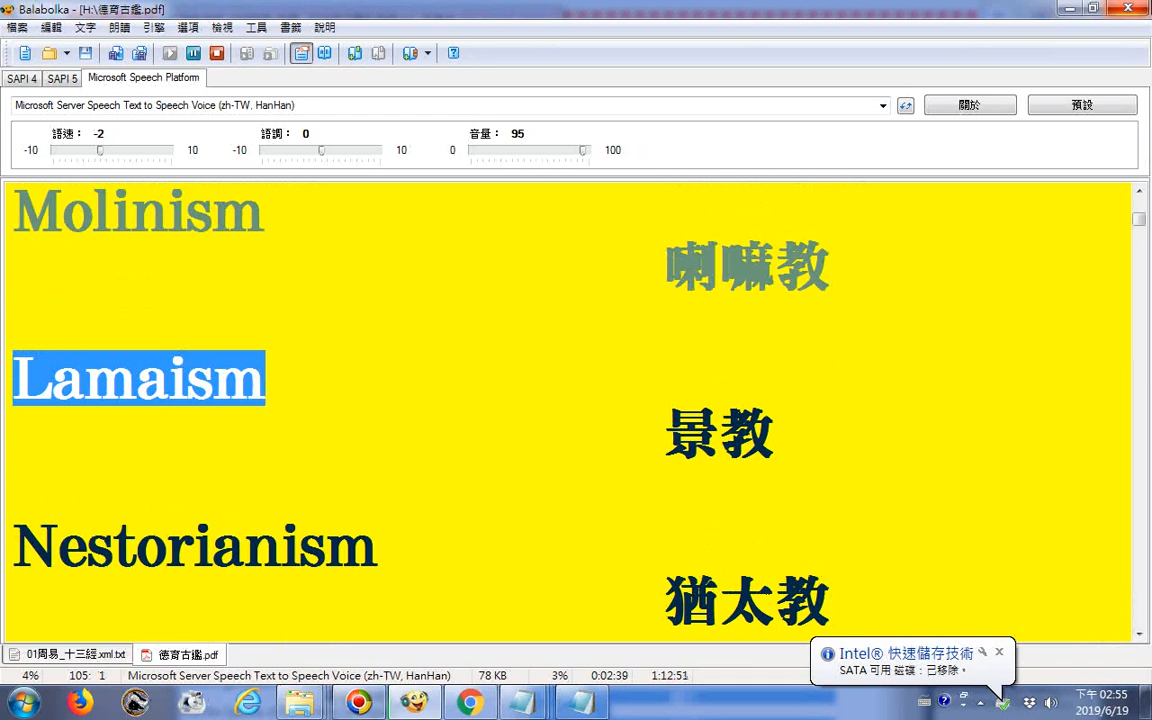 Balabolka - [H:\德育古鑑.pdf]
檔案 編輯 文字 朗讀 引擎 選項 檢視 工具 書籤 說明
SAPI 4 SAPI 5 Microsoft Speech Platform
Microsoft Server Speech Text to Speech Voice (zh-TW, HanHan) 關於 預設
語速： -2 語調： 0 音量： 95
-10 10 -10 10 0 100
Molinism
喇嘛教
Lamaism
景教
Nestorianism
猶太教
01周易_十三經.xml.txt 德育古鑑.pdf
Intel® 快速儲存技術
SATA 可用 磁碟：已移除。
4% 105: 1 Microsoft Server Speech Text to Speech Voice (zh-TW, HanHan) 78 KB 3% 0:02:39 1:12:51
下午 02:55
2019/6/19